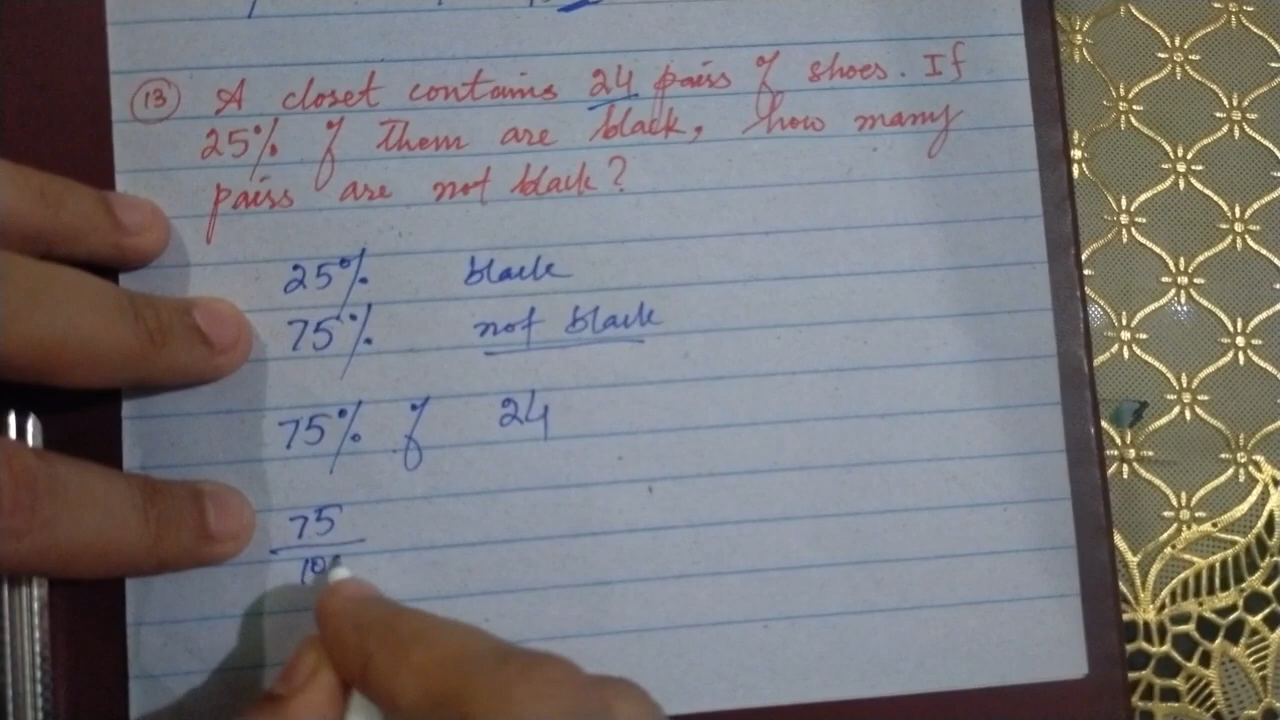 13 A closet contains 24 pairs of shoes. If
25% of them are black, how many
pairs are not black?
25% black
75% not black
75% of 24
75
10